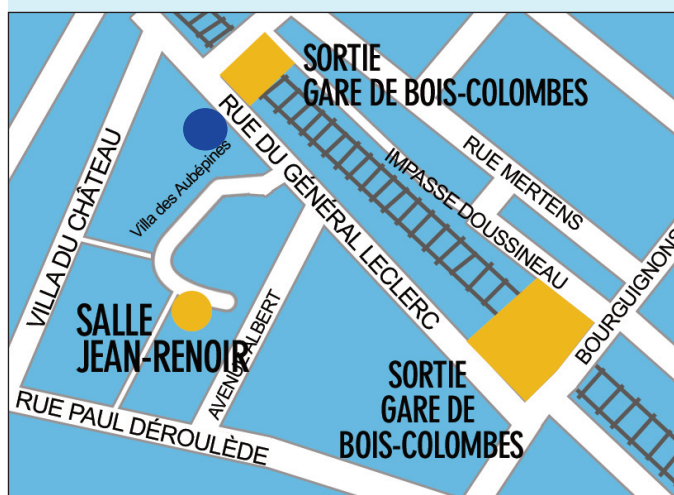 SORTIE
GARE DE BOIS-COLOMBES
RUE DU GÉNÉRAL LECLERC
IMPASSE DOUSSINEAU
RUE MERTENS
BOURGUIGNONS
VILLA DU CHÂTEAU
Villa des Aubépines
SALLE
JEAN-RENOIR
AVENUE ALBERT
SORTIE
GARE DE
BOIS-COLOMBES
RUE PAUL DÉROULÈDE